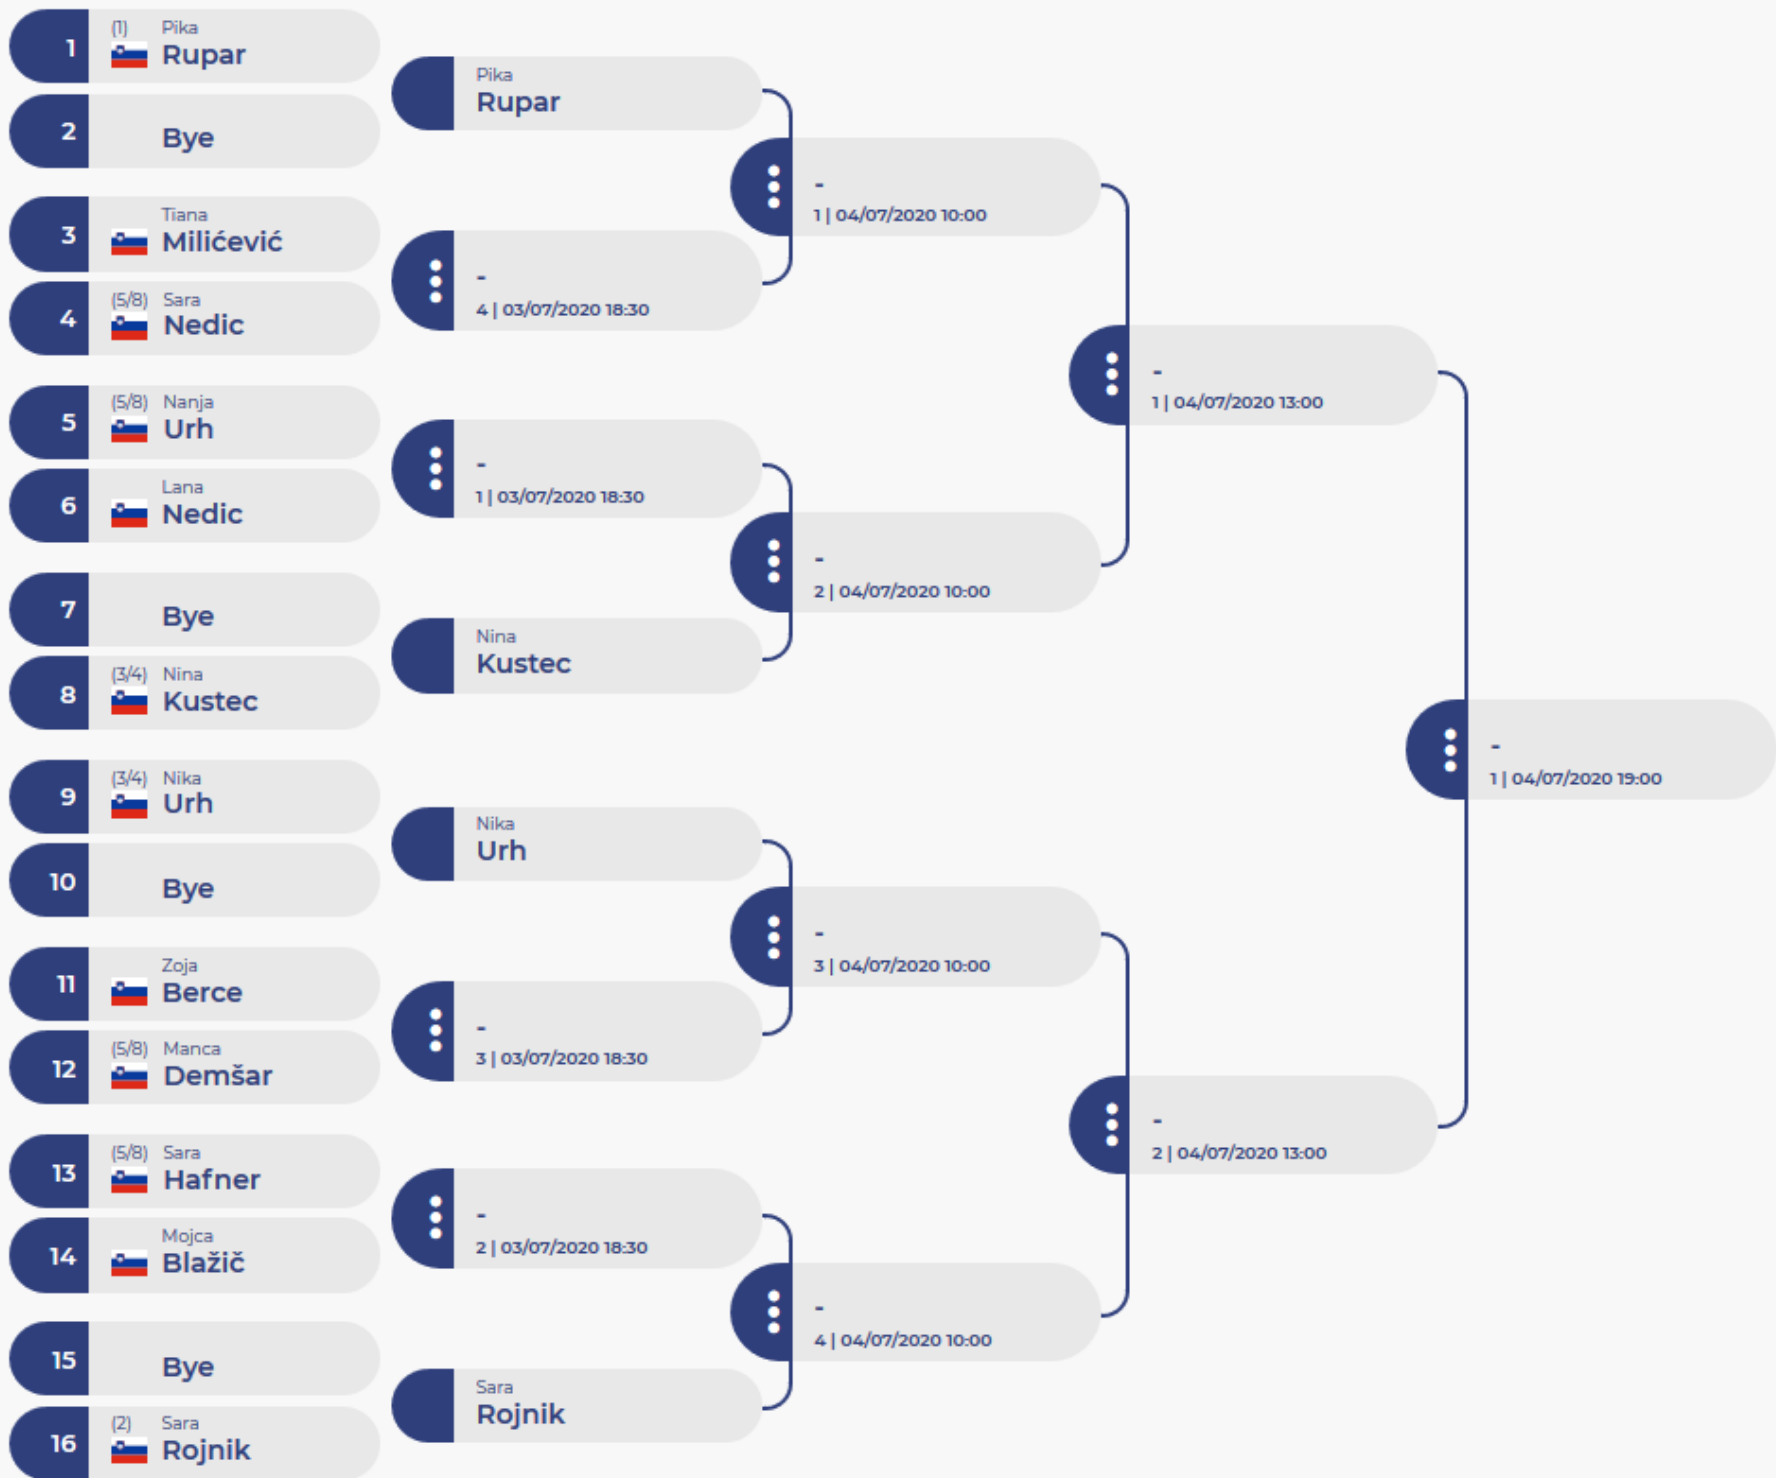 1
(1) Pika
Rupar
2
Bye
3
Tiana
Milićević
4
(5/8) Sara
Nedic
5
(5/8) Nanja
Urh
6
Lana
Nedic
7
Bye
8
(3/4) Nina
Kustec
9
(3/4) Nika
Urh
10
Bye
11
Zoja
Berce
12
(5/8) Manca
Demšar
13
(5/8) Sara
Hafner
14
Mojca
Blažič
15
Bye
16
(2) Sara
Rojnik
Pika
Rupar
-
4 | 03/07/2020 18:30
-
1 | 03/07/2020 18:30
Nina
Kustec
Nika
Urh
-
3 | 03/07/2020 18:30
-
2 | 03/07/2020 18:30
Sara
Rojnik
-
1 | 04/07/2020 10:00
-
2 | 04/07/2020 10:00
-
3 | 04/07/2020 10:00
-
4 | 04/07/2020 10:00
-
1 | 04/07/2020 13:00
-
2 | 04/07/2020 13:00
-
1 | 04/07/2020 19:00